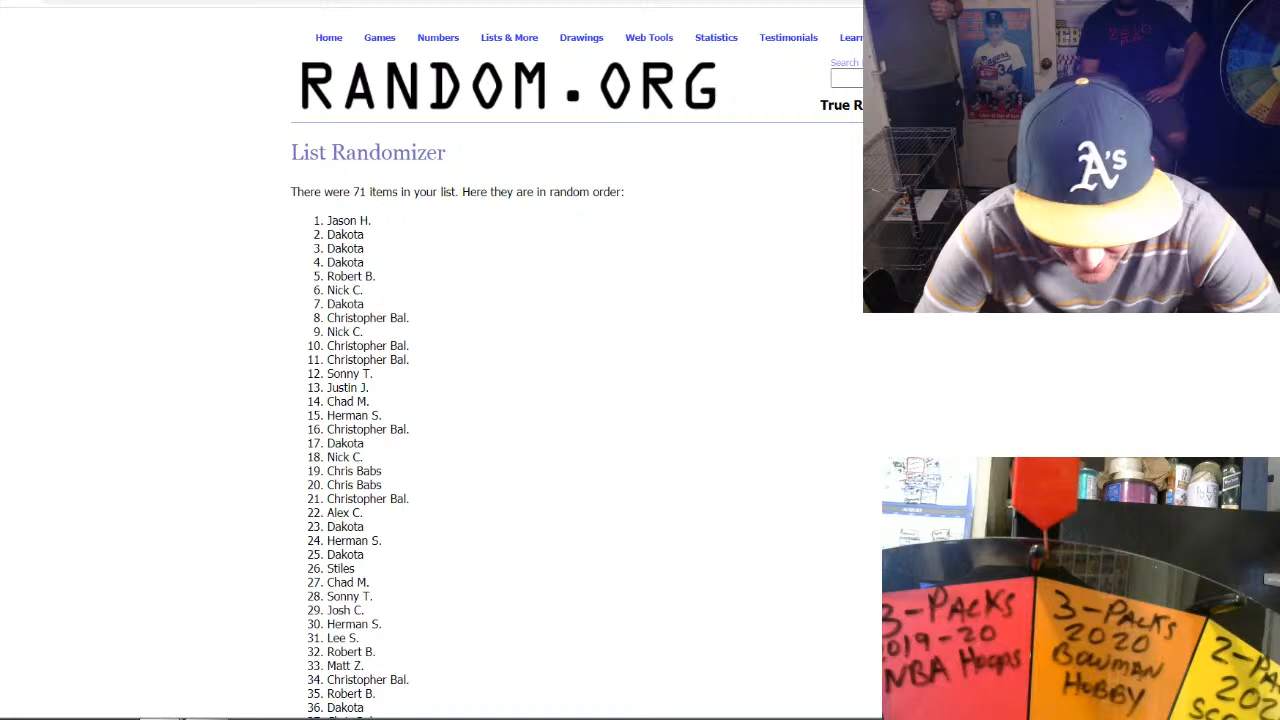 Home Games Numbers Lists & More Drawings Web Tools Statistics Testimonials Lear
Search
RANDOM.ORG
True R
List Randomizer
There were 71 items in your list. Here they are in random order:
1. Jason H.
2. Dakota
3. Dakota
4. Dakota
5. Robert B.
6. Nick C.
7. Dakota
8. Christopher Bal.
9. Nick C.
10. Christopher Bal.
11. Christopher Bal.
12. Sonny T.
13. Justin J.
14. Chad M.
15. Herman S.
16. Christopher Bal.
17. Dakota
18. Nick C.
19. Chris Babs
20. Chris Babs
21. Christopher Bal.
22. Alex C.
23. Dakota
24. Herman S.
25. Dakota
26. Stiles
27. Chad M.
28. Sonny T.
29. Josh C.
30. Herman S.
31. Lee S.
32. Robert B.
33. Matt Z.
34. Christopher Bal.
35. Robert B.
36. Dakota
A's
34
3-PACKS
2019-20
NBA Hoops
3-PACKS
2020
BOWMAN
HOBBY
2-PA
202
SCO